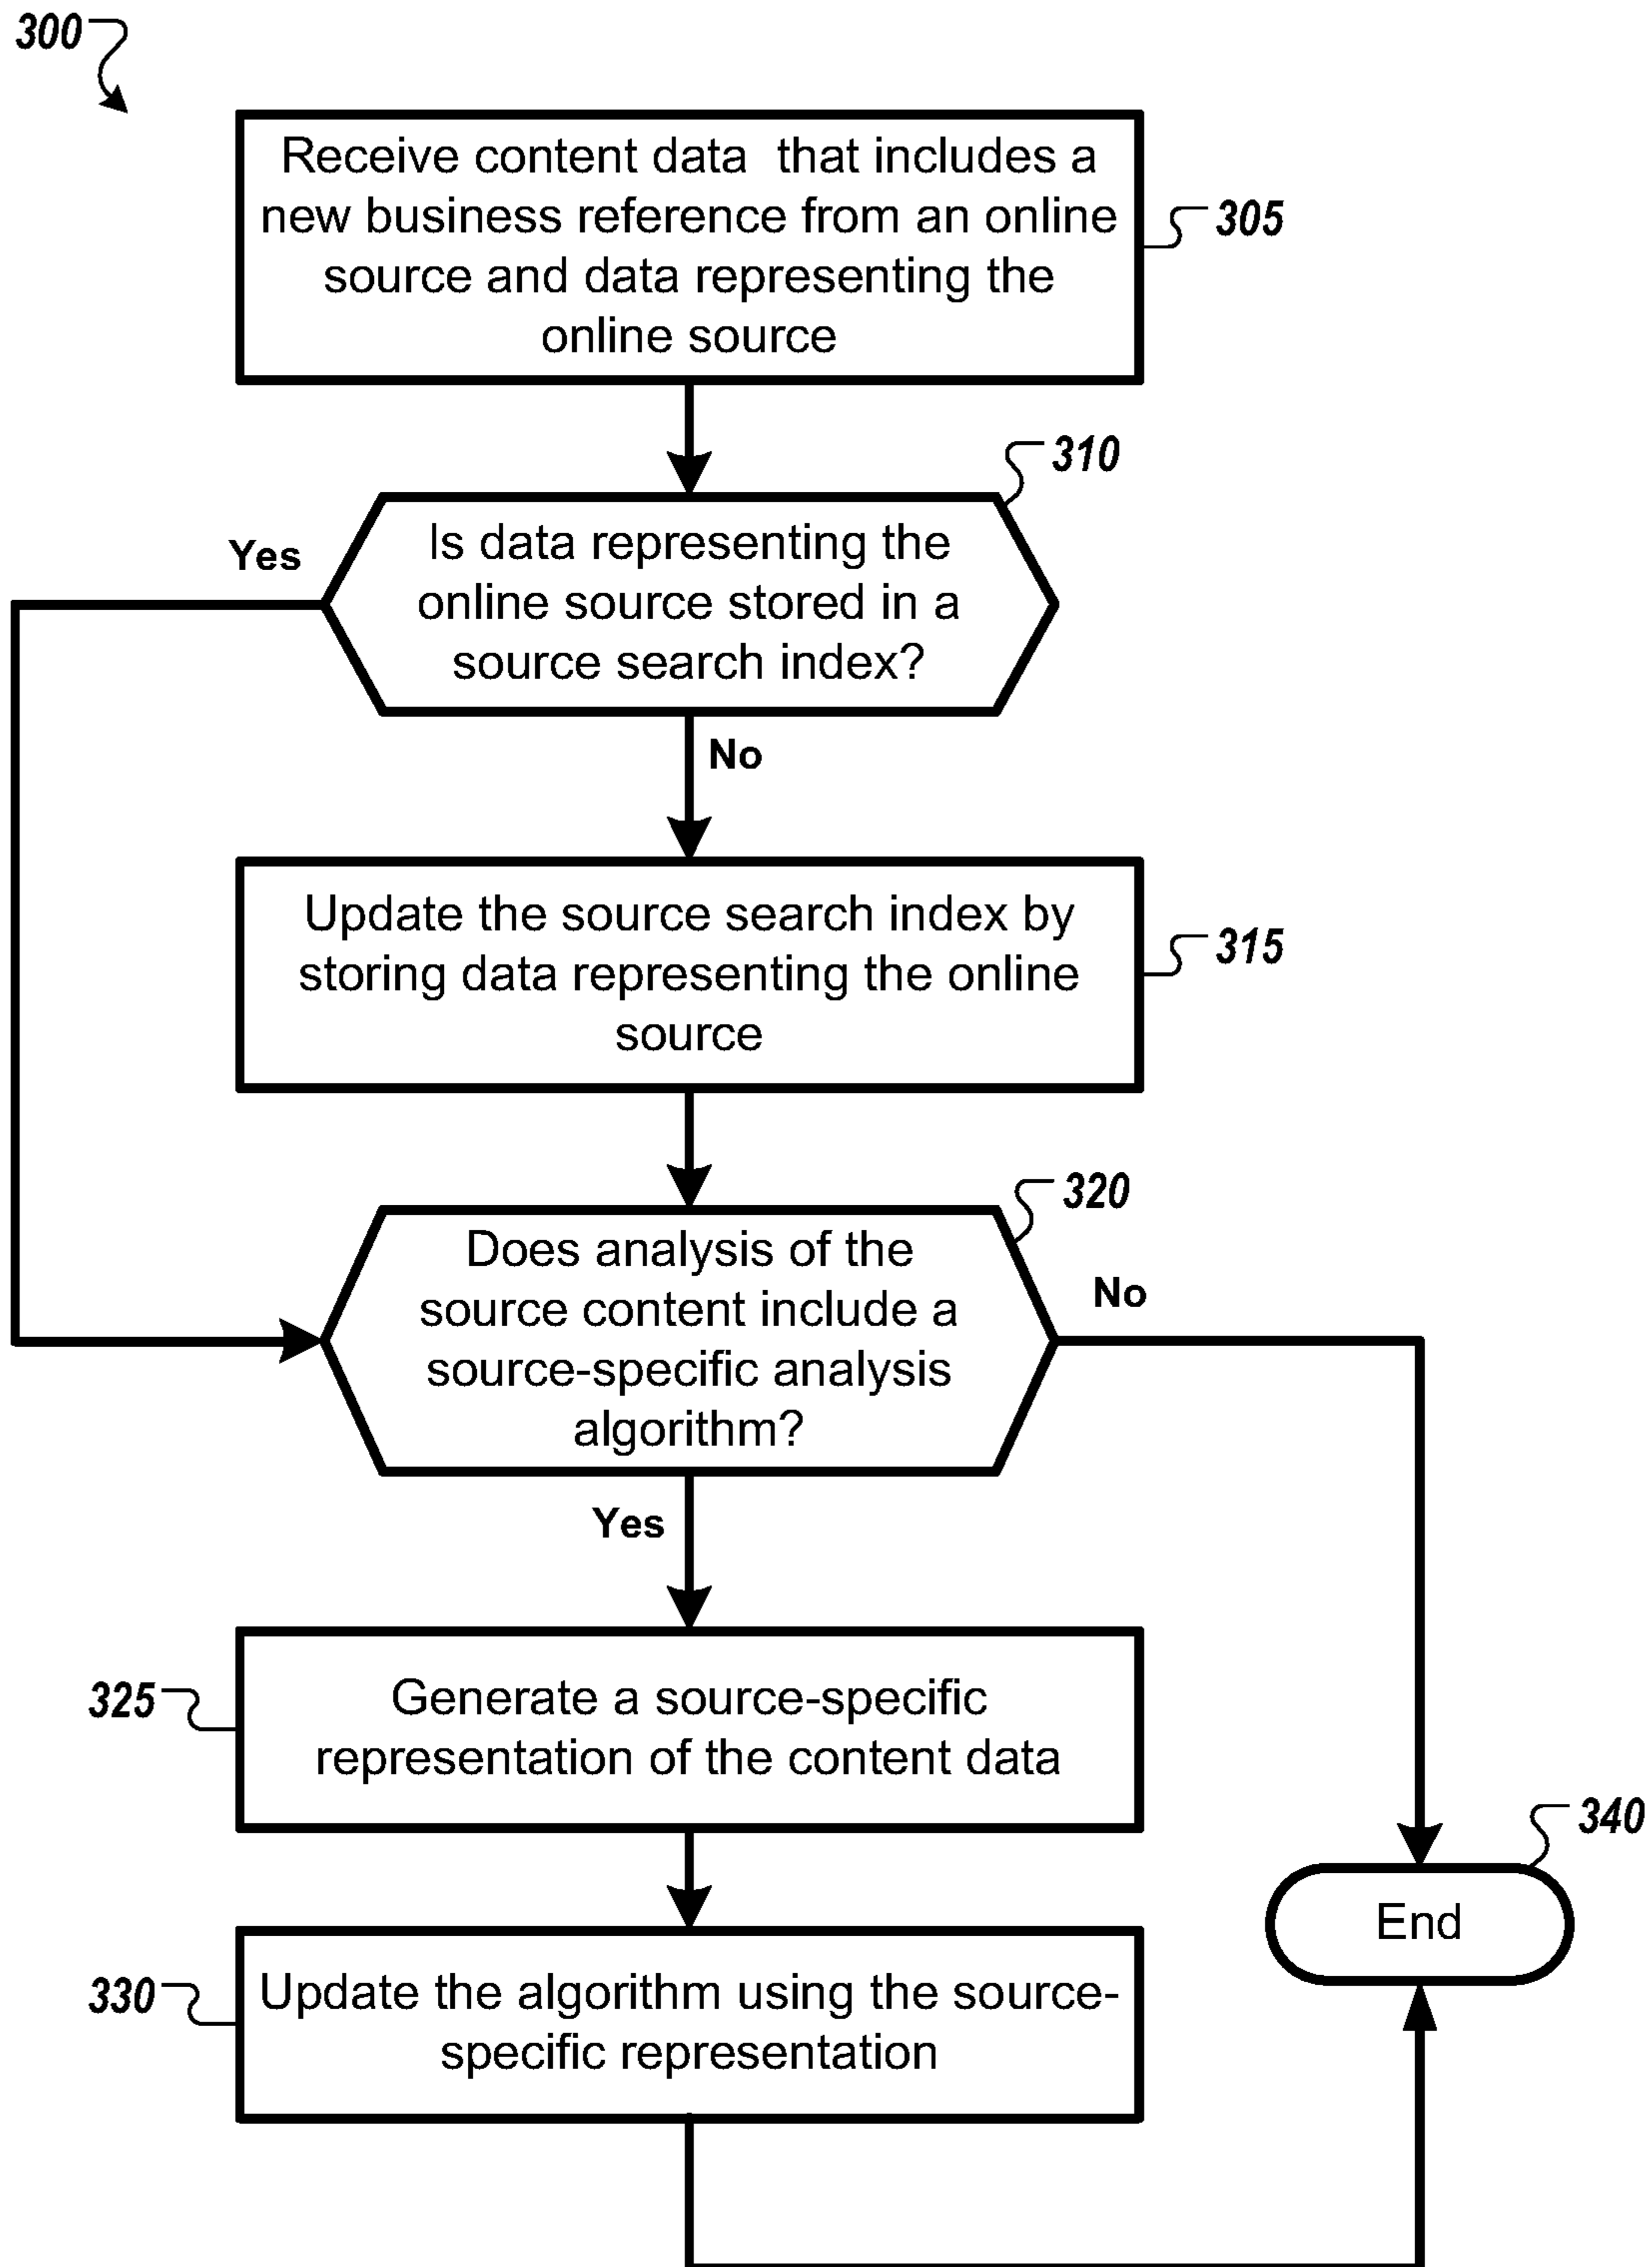 300
Receive content data that includes a
new business reference from an online
source and data representing the
online source
305
310
Is data representing the
online source stored in a
source search index?
Yes
No
Update the source search index by
storing data representing the online
source
315
320
Does analysis of the
source content include a
source-specific analysis
algorithm?
No
Yes
325
Generate a source-specific
representation of the content data
340
End
330
Update the algorithm using the source-
specific representation